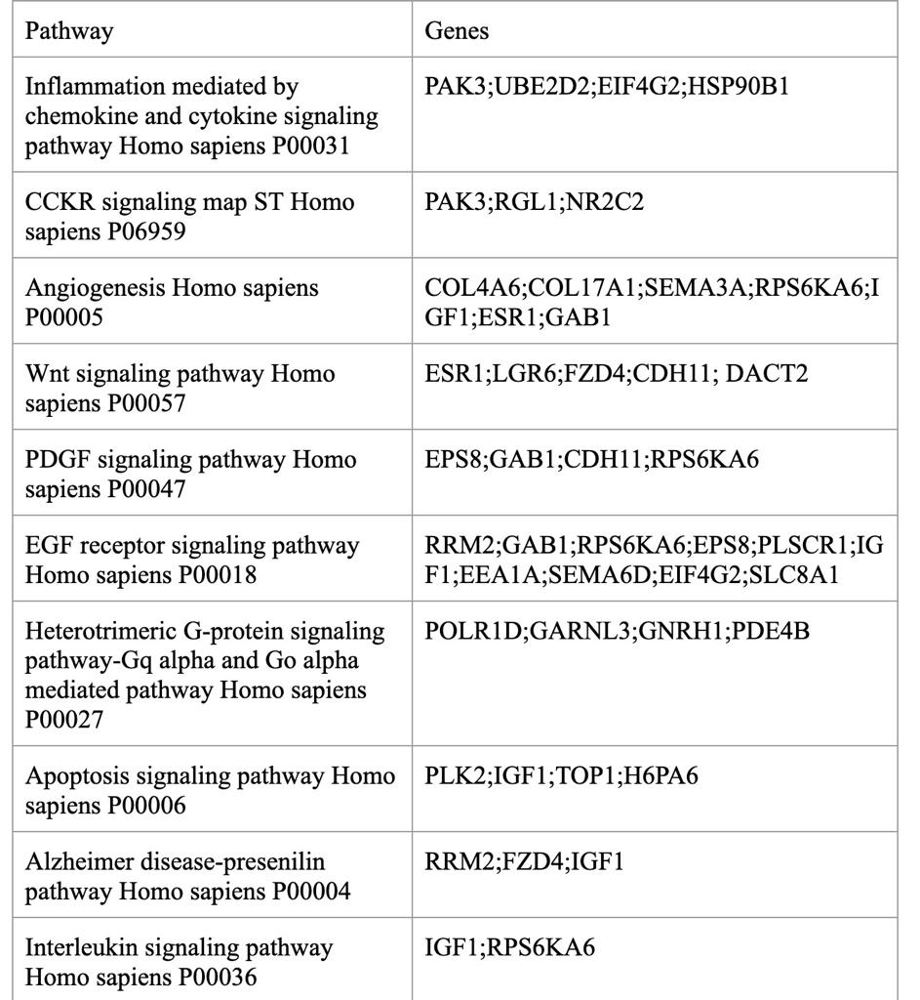 Pathway
Genes
Inflammation mediated by
chemokine and cytokine signaling
pathway Homo sapiens P00031
PAK3;UBE2D2;EIF4G2;HSP90B1
CCKR signaling map ST Homo
sapiens P06959
PAK3;RGL1;NR2C2
Angiogenesis Homo sapiens
P00005
COL4A6;COL17A1;SEMA3A;RPS6KA6;I
GF1;ESR1;GAB1
Wnt signaling pathway Homo
sapiens P00057
ESR1;LGR6;FZD4;CDH11; DACT2
PDGF signaling pathway Homo
sapiens P00047
EPS8;GAB1;CDH11;RPS6KA6
EGF receptor signaling pathway
Homo sapiens P00018
RRM2;GAB1;RPS6KA6;EPS8;PLSCR1;IG
F1;EEA1A;SEMA6D;EIF4G2;SLC8A1
Heterotrimeric G-protein signaling
pathway-Gq alpha and Go alpha
mediated pathway Homo sapiens
P00027
POLR1D;GARNL3;GNRH1;PDE4B
Apoptosis signaling pathway Homo
sapiens P00006
PLK2;IGF1;TOP1;H6PA6
Alzheimer disease-presenilin
pathway Homo sapiens P00004
RRM2;FZD4;IGF1
Interleukin signaling pathway
Homo sapiens P00036
IGF1;RPS6KA6